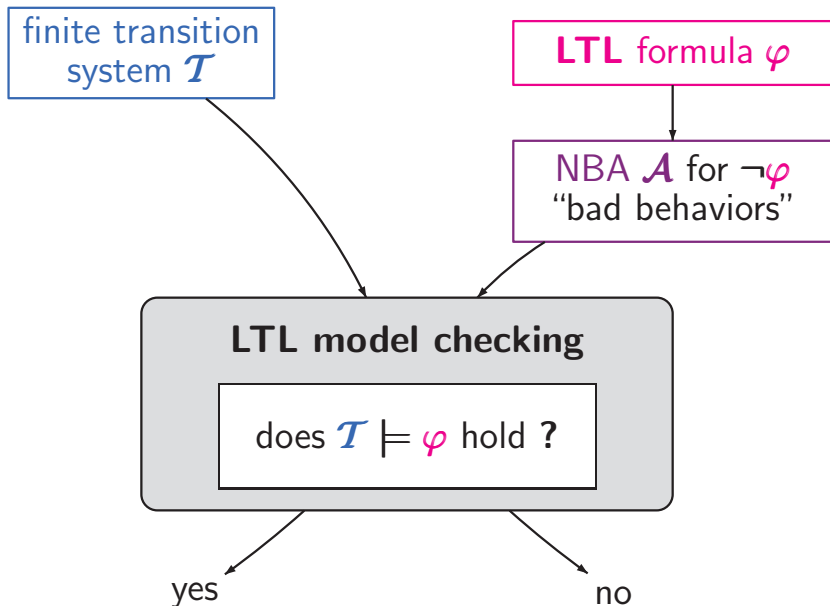 finite transition
system 𝓣
LTL formula φ
NBA 𝓐 for ¬φ
“bad behaviors”
LTL model checking
does 𝓣 ⊨ φ hold ?
yes
no